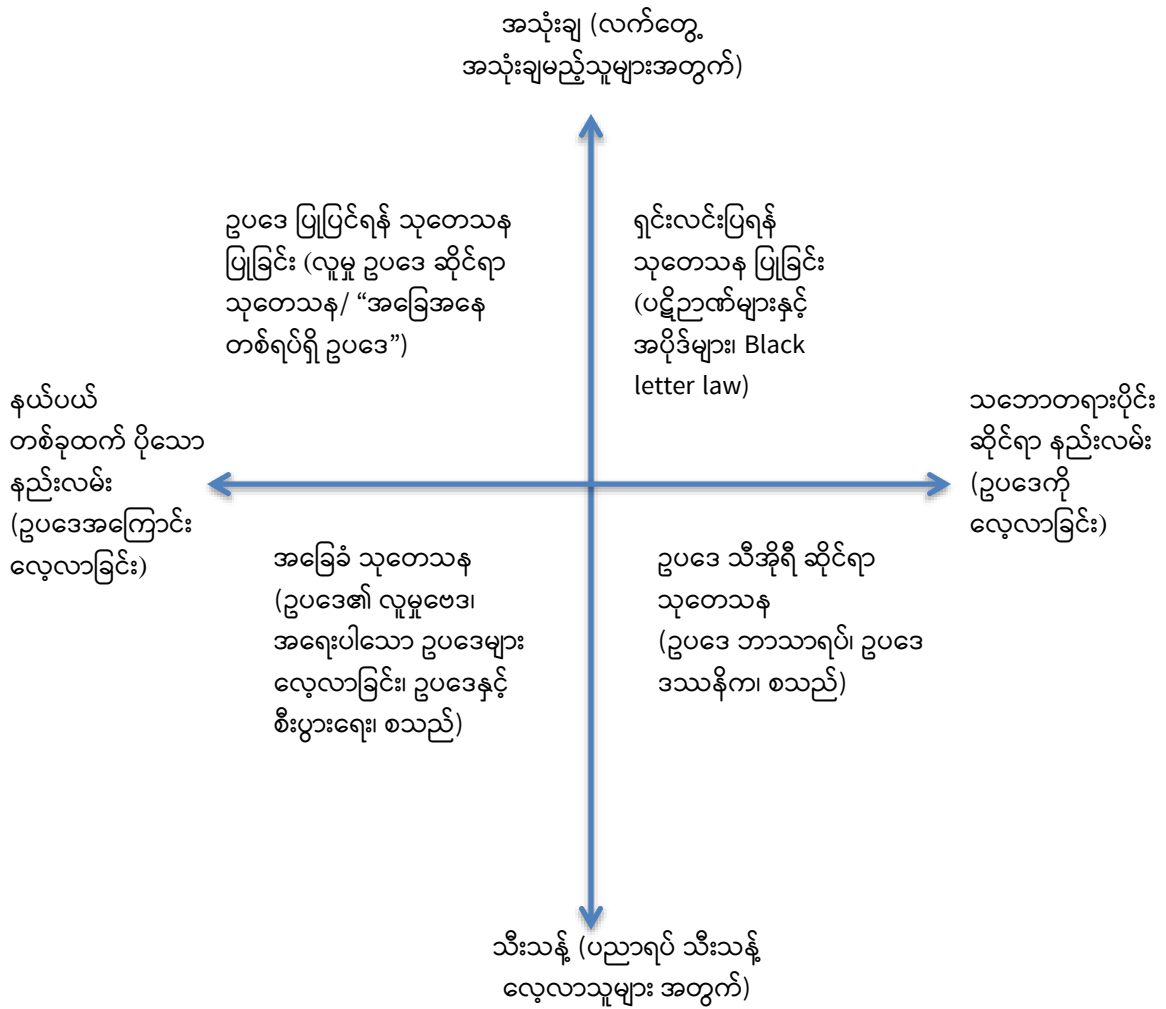 အသုံးချ (လက်တွေ့
အသုံးချမည့်သူများအတွက်)
ဥပဒေ ပြုပြင်ရန် သုတေသန
ပြုခြင်း (လူမှု ဥပဒေ ဆိုင်ရာ
သုတေသန/ “အခြေအနေ
တစ်ရပ်ရှိ ဥပဒေ”)
ရှင်းလင်းပြရန်
သုတေသန ပြုခြင်း
(ပဋိဉာဏ်များနှင့်
အပိုဒ်များ၊ Black
letter law)
နယ်ပယ်
တစ်ခုထက် ပိုသော
နည်းလမ်း
(ဥပဒေအကြောင်း
လေ့လာခြင်း)
သဘောတရားပိုင်း
ဆိုင်ရာ နည်းလမ်း
(ဥပဒေကို
လေ့လာခြင်း)
အခြေခံ သုတေသန
(ဥပဒေ၏ လူမှုဗေဒ၊
အရေးပါသော ဥပဒေများ
လေ့လာခြင်း၊ ဥပဒေနှင့်
စီးပွားရေး၊ စသည်)
ဥပဒေ သီအိုရီ ဆိုင်ရာ
သုတေသန
(ဥပဒေ ဘာသာရပ်၊ ဥပဒေ
ဒဿနိက၊ စသည်)
သီးသန့် (ပညာရပ် သီးသန့်
လေ့လာသူများ အတွက်)